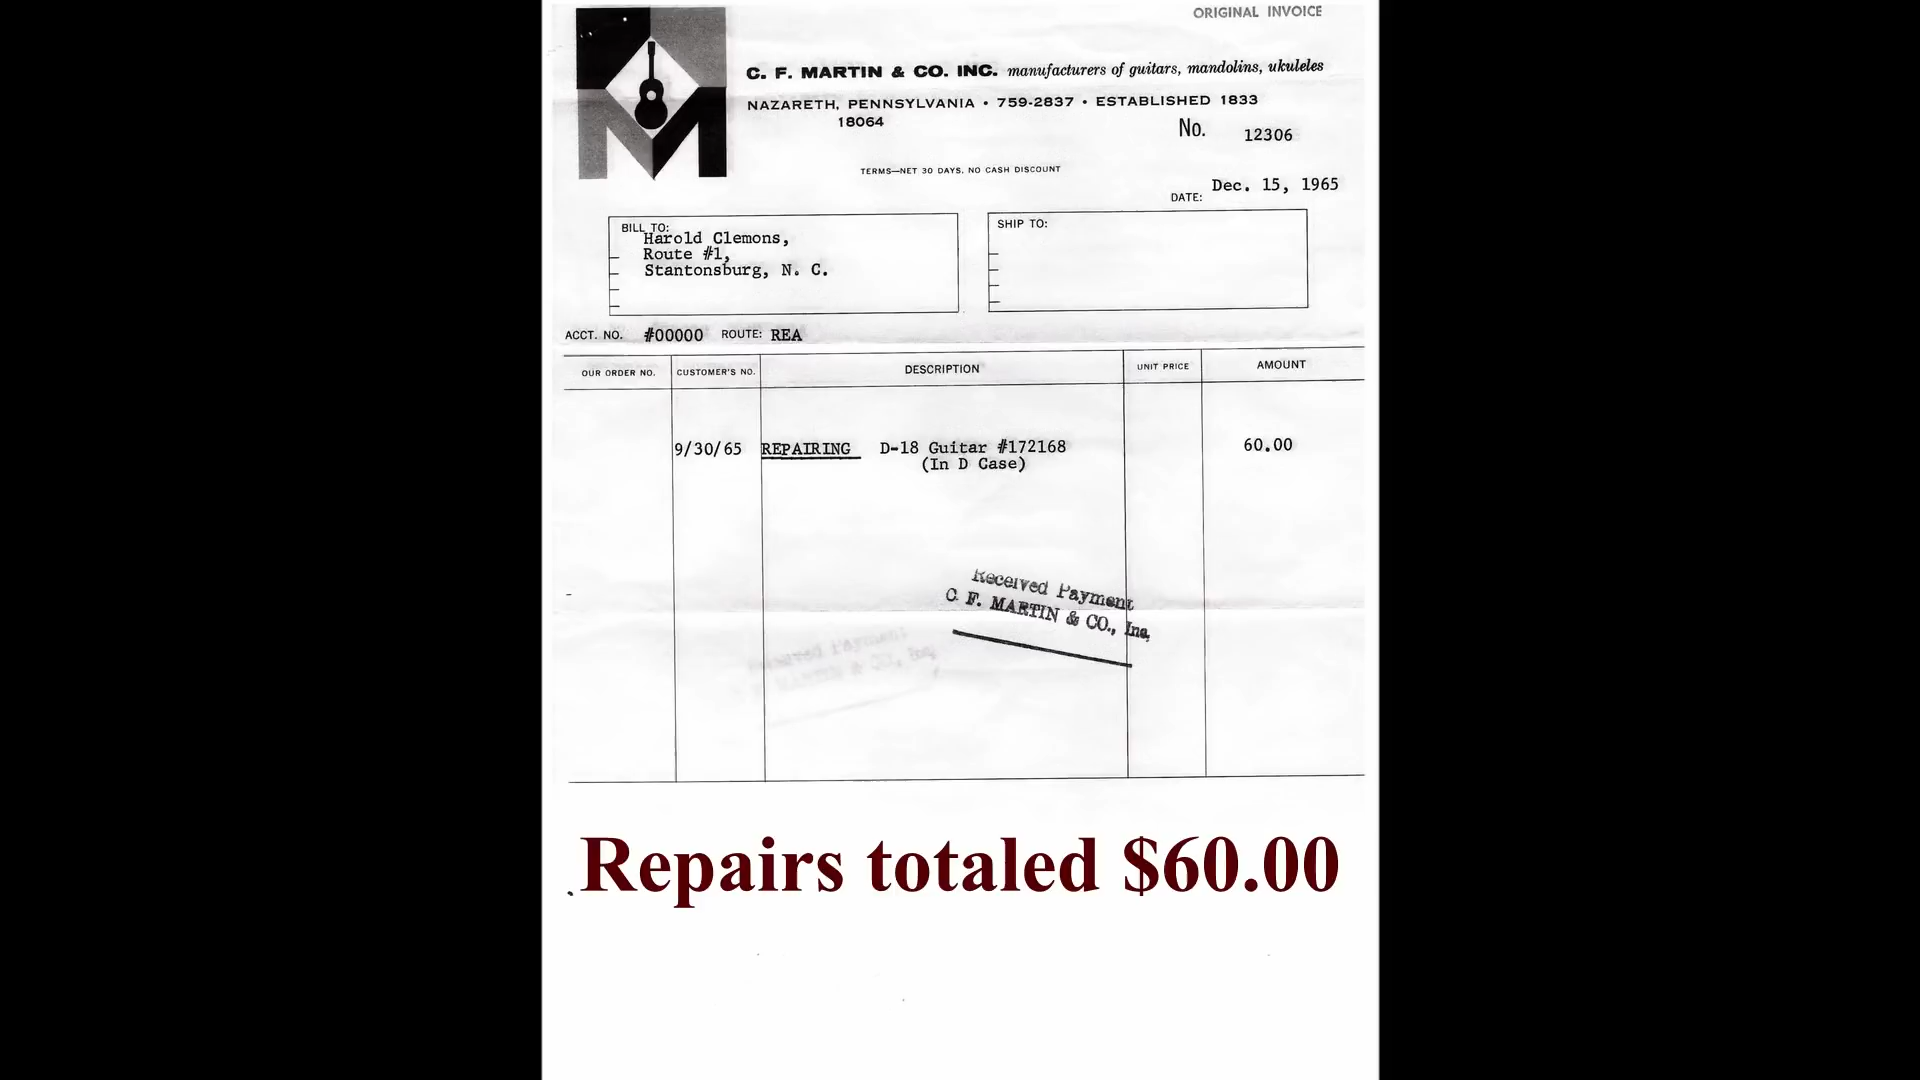 ORIGINAL INVOICE
C. F. MARTIN & CO. INC. manufacturers of guitars, mandolins, ukuleles
NAZARETH, PENNSYLVANIA • 759-2837 • ESTABLISHED 1833
18064
No. 12306
TERMS—NET 30 DAYS. NO CASH DISCOUNT
DATE: Dec. 15, 1965
BILL TO:
Harold Clemons,
Route #1,
Stantonsburg, N. C.
SHIP TO:
ACCT. NO. #00000 ROUTE: REA
OUR ORDER NO. CUSTOMER'S NO. DESCRIPTION UNIT PRICE AMOUNT
9/30/65 REPAIRING D-18 Guitar #172168 60.00
(In D Case)
Received Payment
C. F. MARTIN & CO., Inc.
Repairs totaled $60.00